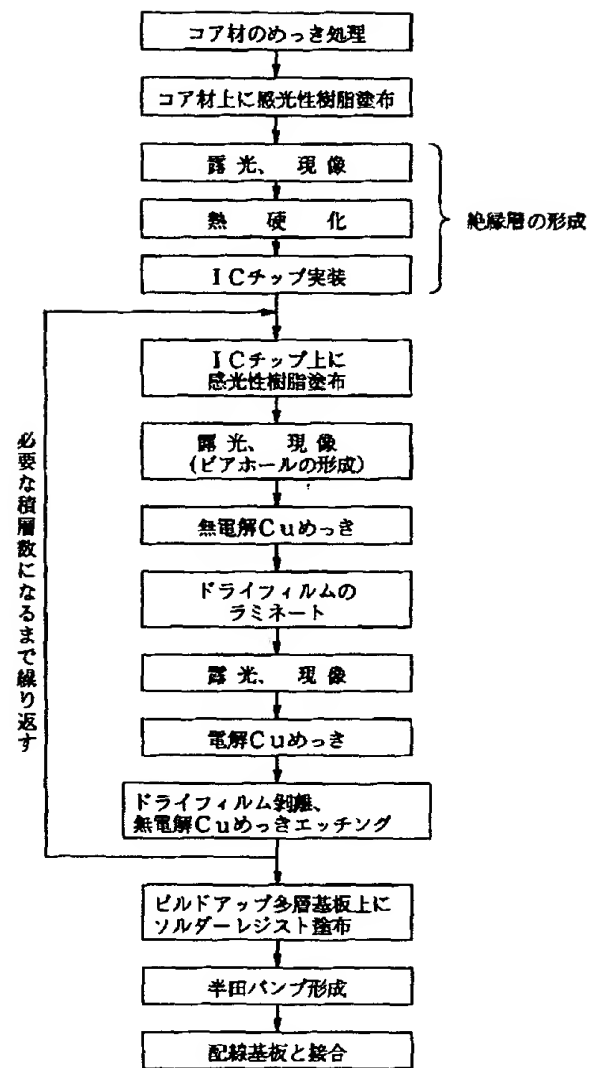 コア材のめっき処理
コア材上に感光性樹脂塗布
露光、現像
熱硬化
ICチップ実装
絶縁層の形成
ICチップ上に
感光性樹脂塗布
露光、現像
(ビアホールの形成)
無電解Cuめっき
ドライフィルムの
ラミネート
露光、現像
電解Cuめっき
ドライフィルム剥離、
無電解Cuめっきエッチング
必要な積層数になるまで繰り返す
ビルドアップ多層基板上に
ソルダーレジスト塗布
半田バンプ形成
配線基板と接合